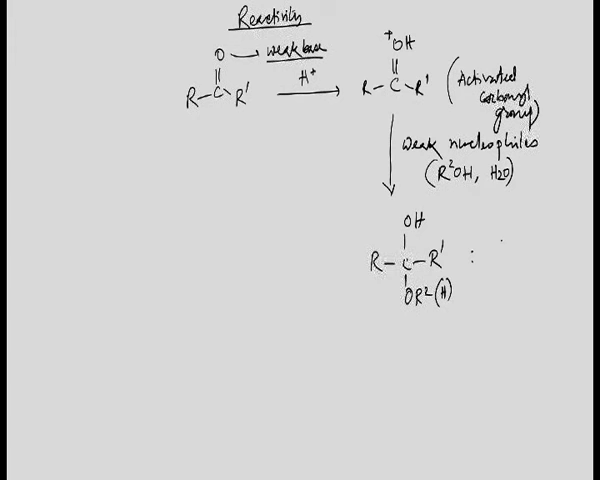 Reactivity
O → weak base
||
R-C-R'
H+
+OH
||
R-C-R'
(Activated
carbonyl
group)
weak nucleophiles
(R²OH, H2O)
OH
|
R-C-R' :
|
OR²(H)